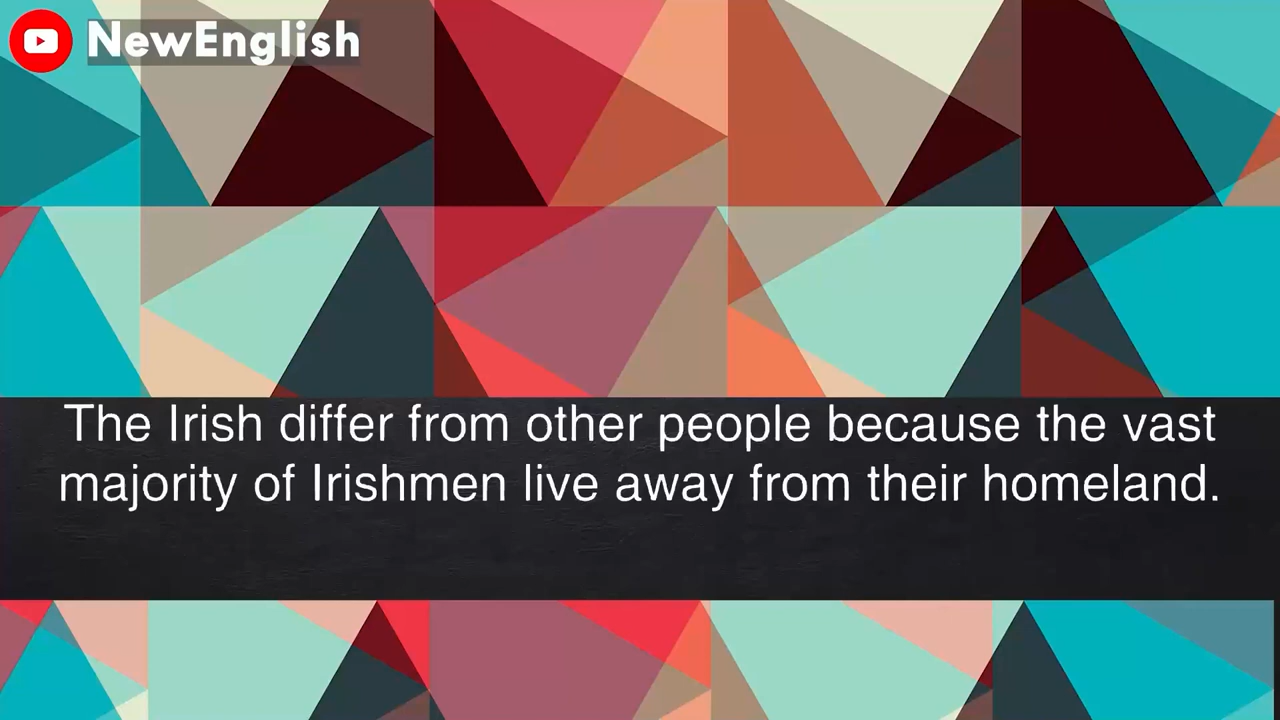 NewEnglish
The Irish differ from other people because the vast
majority of Irishmen live away from their homeland.